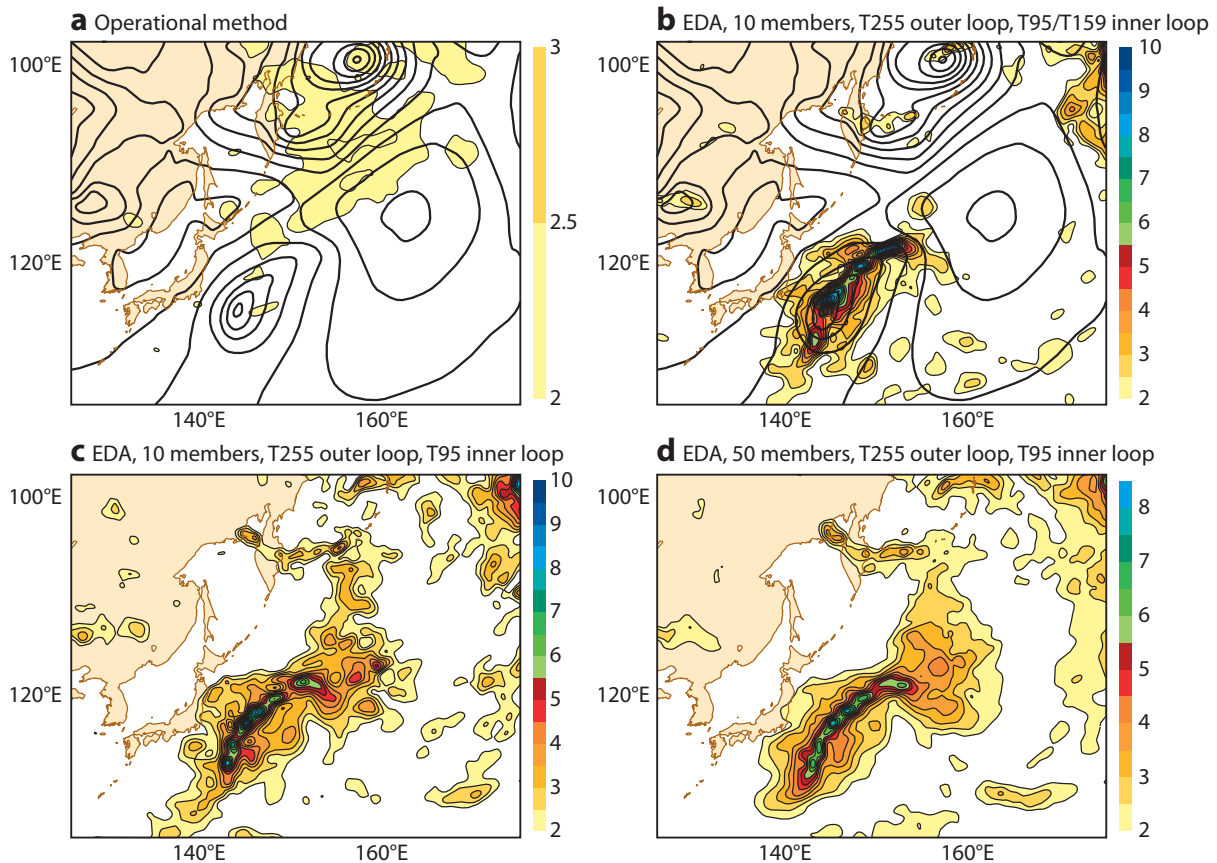 a Operational method
100°E
120°E
140°E
160°E
3
2.5
2
b EDA, 10 members, T255 outer loop, T95/T159 inner loop
100°E
120°E
140°E
160°E
10
9
8
7
6
5
4
3
2
c EDA, 10 members, T255 outer loop, T95 inner loop
100°E
120°E
140°E
160°E
10
9
8
7
6
5
4
3
2
d EDA, 50 members, T255 outer loop, T95 inner loop
100°E
120°E
140°E
160°E
8
7
6
5
4
3
2